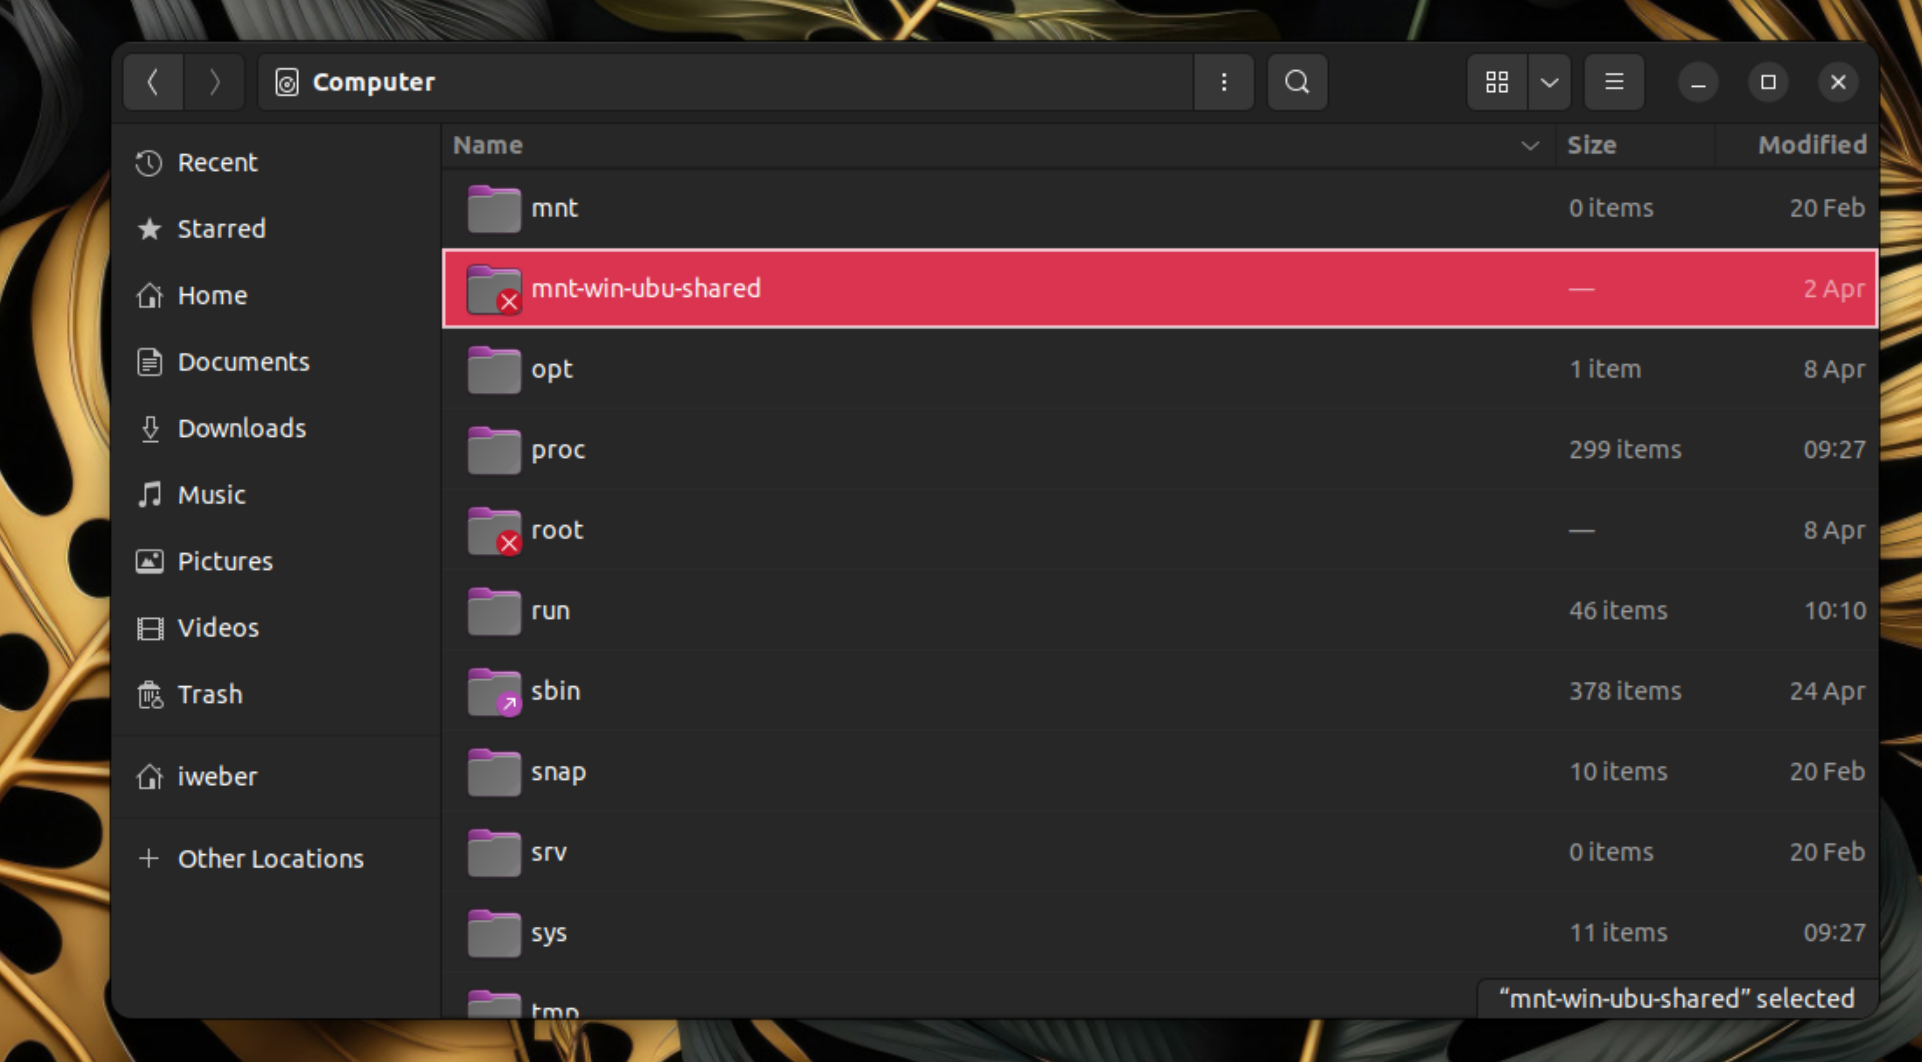 Computer
Recent
Starred
Home
Documents
Downloads
Music
Pictures
Videos
Trash
iweber
Other Locations
Name Size Modified
mnt 0 items 20 Feb
mnt-win-ubu-shared — 2 Apr
opt 1 item 8 Apr
proc 299 items 09:27
root — 8 Apr
run 46 items 10:10
sbin 378 items 24 Apr
snap 10 items 20 Feb
srv 0 items 20 Feb
sys 11 items 09:27
tmp
“mnt-win-ubu-shared” selected